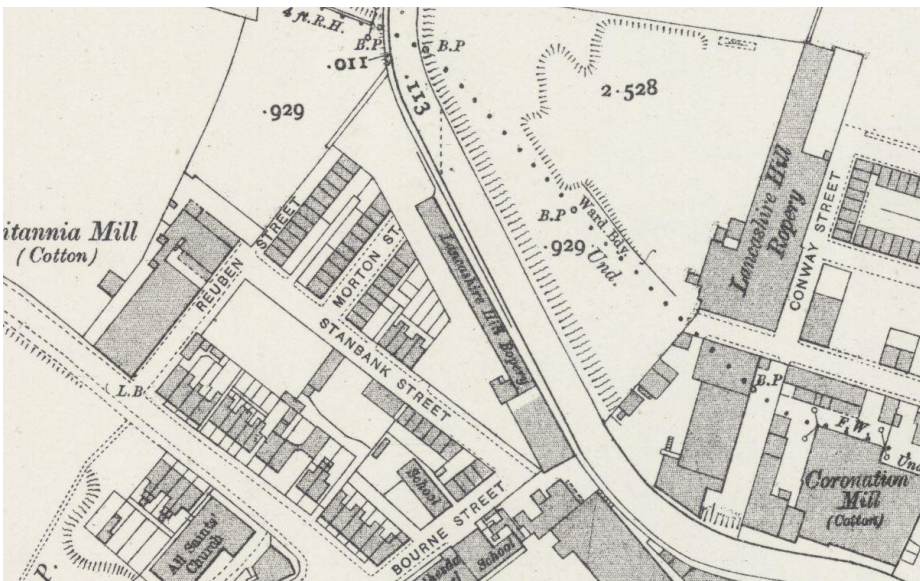 4 ft. R.H.
B.P
B.P
.011
.113
.929
2.528
Lancashire Hill
Ropery
CONWAY STREET
B.P
Ward. Bdy.
.929
Und.
itannia Mill
(Cotton)
REUBEN STREET
MORTON ST.
Lancashire Hill Ropery
STANBANK STREET
L.B
B.P
F.W.
Und
Coronation
Mill
(Cotton)
School
BOURNE STREET
School
All Saints'
Church
P.